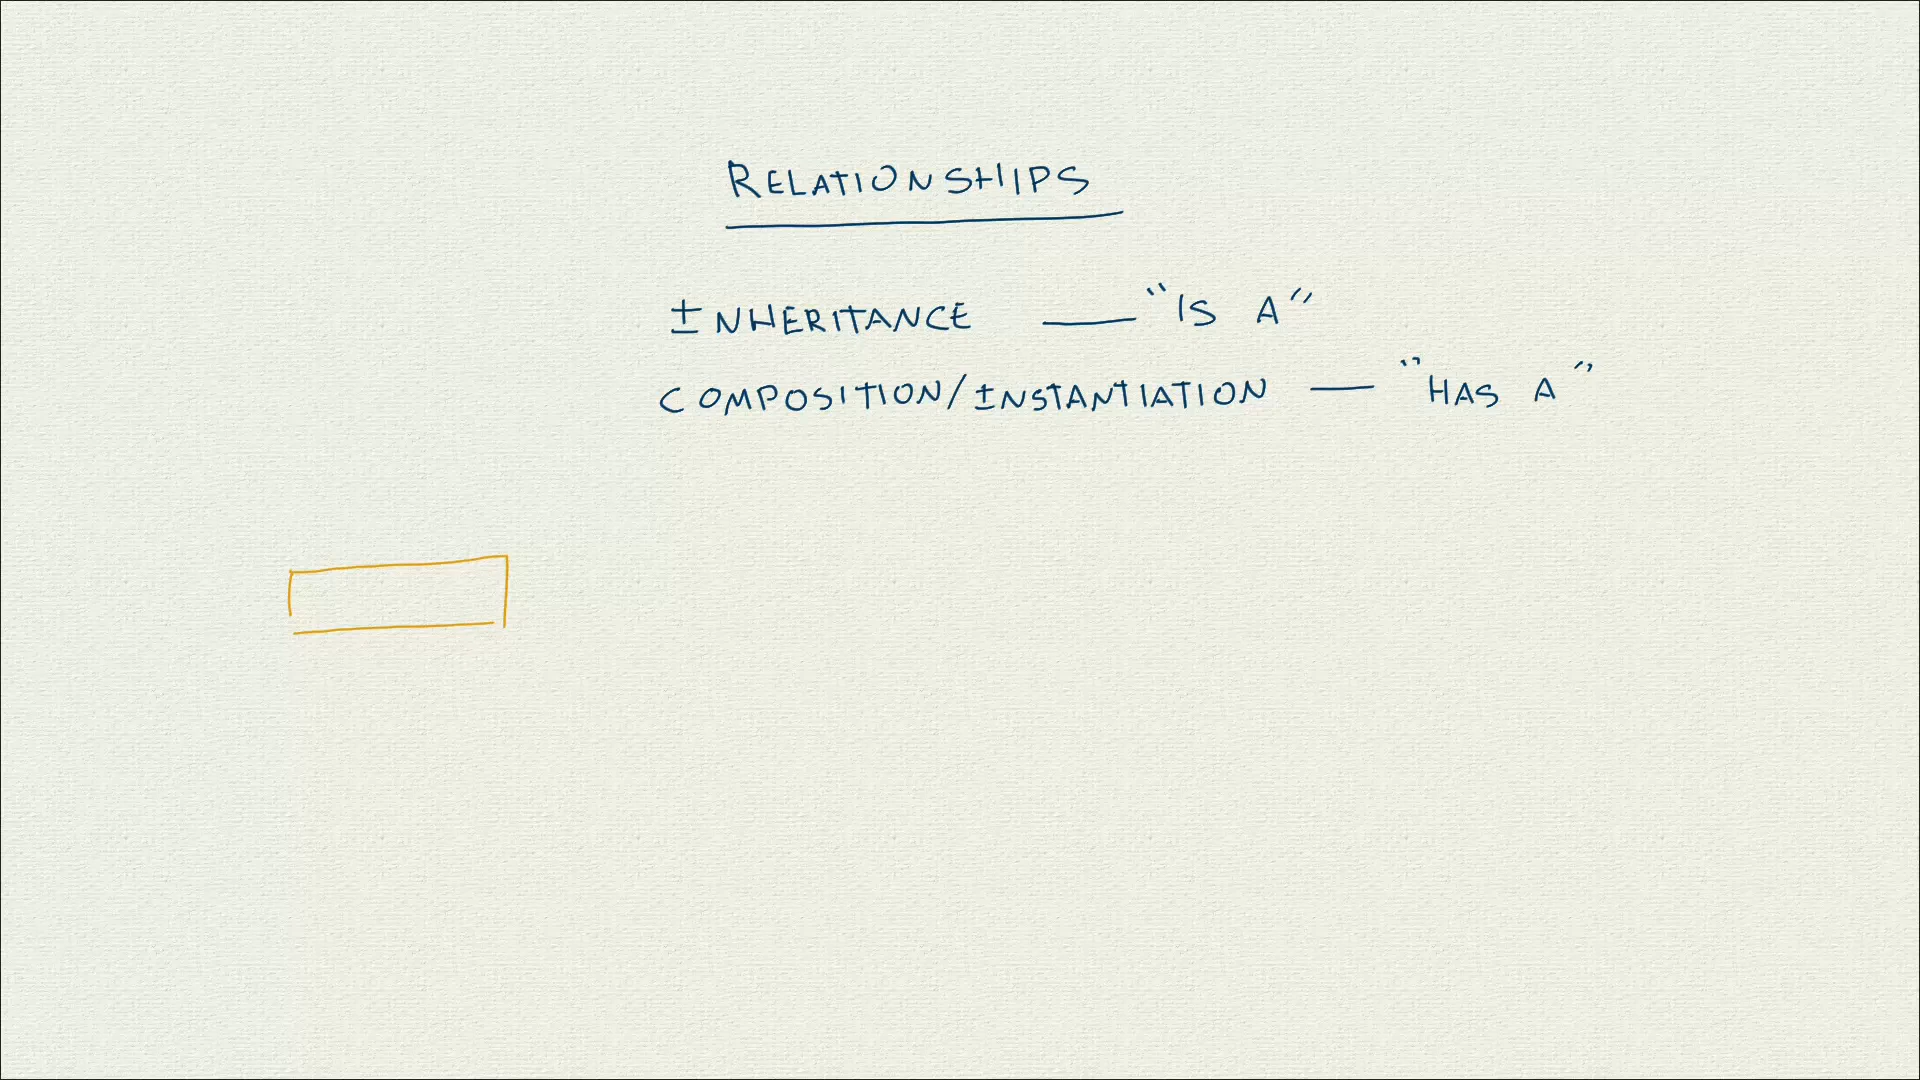 RELATIONSHIPS
INHERITANCE — "IS A"
COMPOSITION/INSTANTIATION — "HAS A"